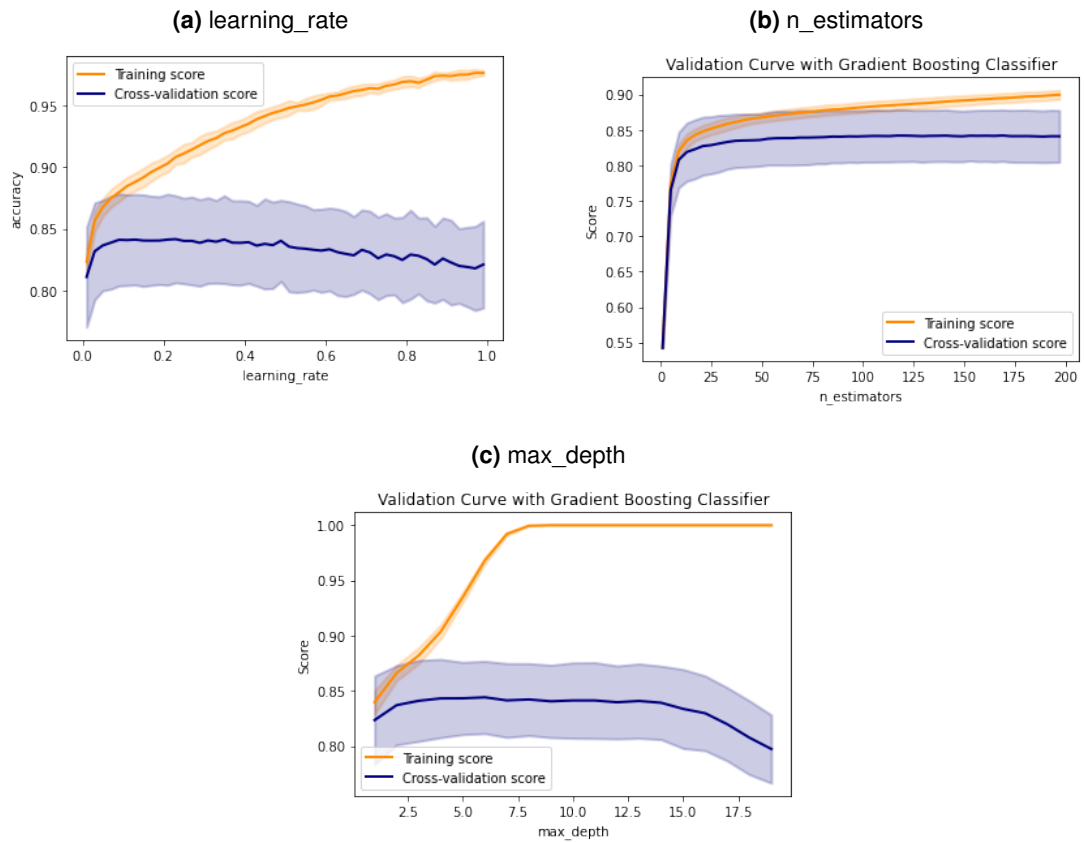 (a) learning_rate
Training score
Cross-validation score
accuracy
0.95
0.90
0.85
0.80
0.0 0.2 0.4 0.6 0.8 1.0
learning_rate
(b) n_estimators
Validation Curve with Gradient Boosting Classifier
Score
0.90
0.85
0.80
0.75
0.70
0.65
0.60
0.55
Training score
Cross-validation score
0 25 50 75 100 125 150 175 200
n_estimators
(c) max_depth
Validation Curve with Gradient Boosting Classifier
Score
1.00
0.95
0.90
0.85
0.80
Training score
Cross-validation score
2.5 5.0 7.5 10.0 12.5 15.0 17.5
max_depth